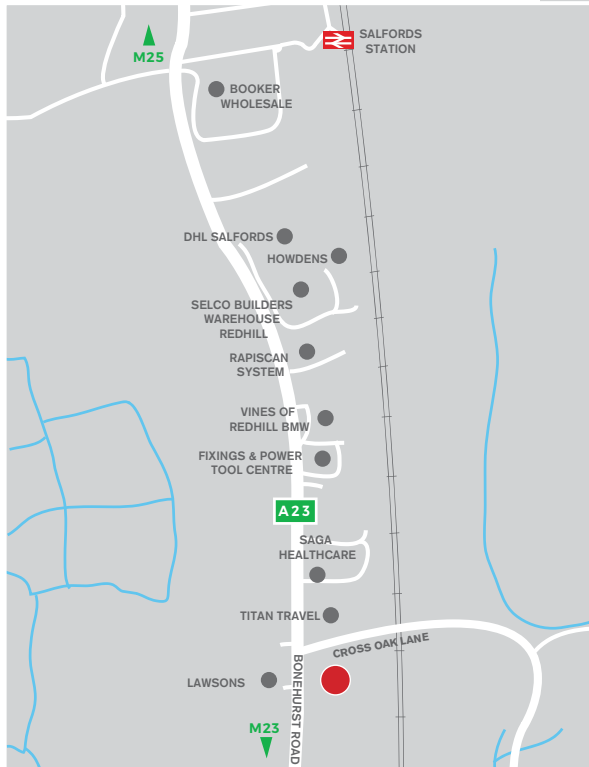 SALFORDS
STATION
M25
BOOKER
WHOLESALE
DHL SALFORDS
HOWDENS
SELCO BUILDERS
WAREHOUSE
REDHILL
RAPISCAN
SYSTEM
VINES OF
REDHILL BMW
FIXINGS & POWER
TOOL CENTRE
A23
SAGA
HEALTHCARE
TITAN TRAVEL
CROSS OAK LANE
LAWSONS
BONEHURST ROAD
M23